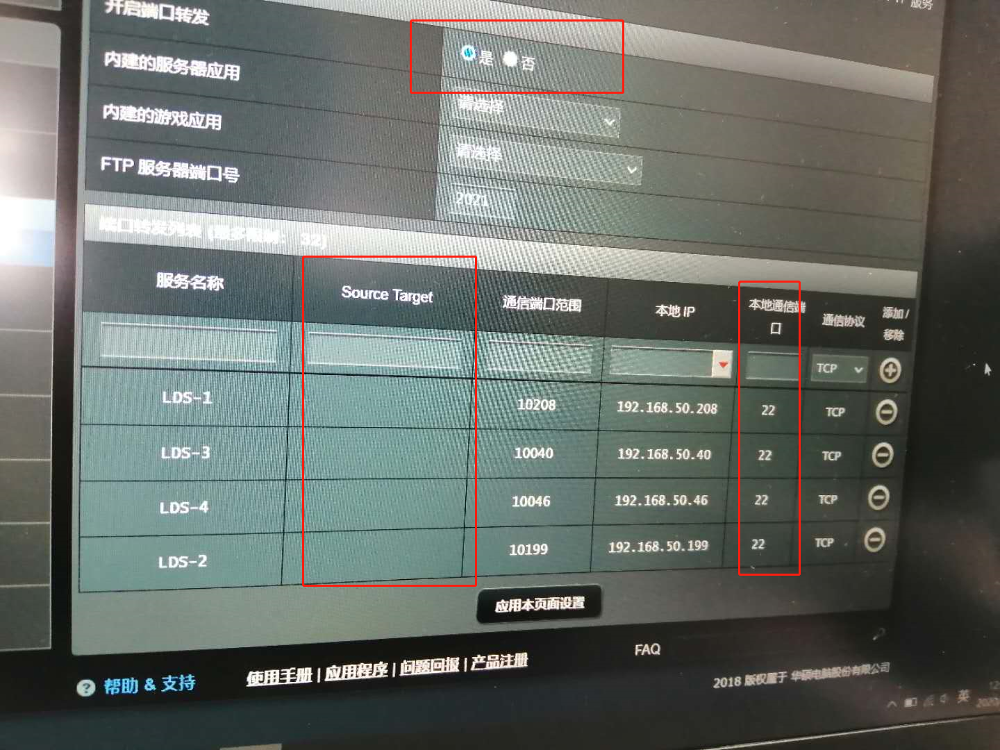 服务
开启端口转发
是 否
内建的服务器应用
请选择
内建的游戏应用
请选择
FTP 服务器端口号
2021
端口转发列表 (最多限制: 32)
服务名称 Source Target 通信端口范围 本地 IP 本地通信端口 通信协议 添加 / 移除
TCP
LDS-1 10208 192.168.50.208 22 TCP
LDS-3 10040 192.168.50.40 22 TCP
LDS-4 10046 192.168.50.46 22 TCP
LDS-2 10199 192.168.50.199 22 TCP
应用本页面设置
帮助 & 支持 使用手册 | 应用程序 | 问题回报 | 产品注册 FAQ
2018 版权置于 华硕电脑股份有限公司
英